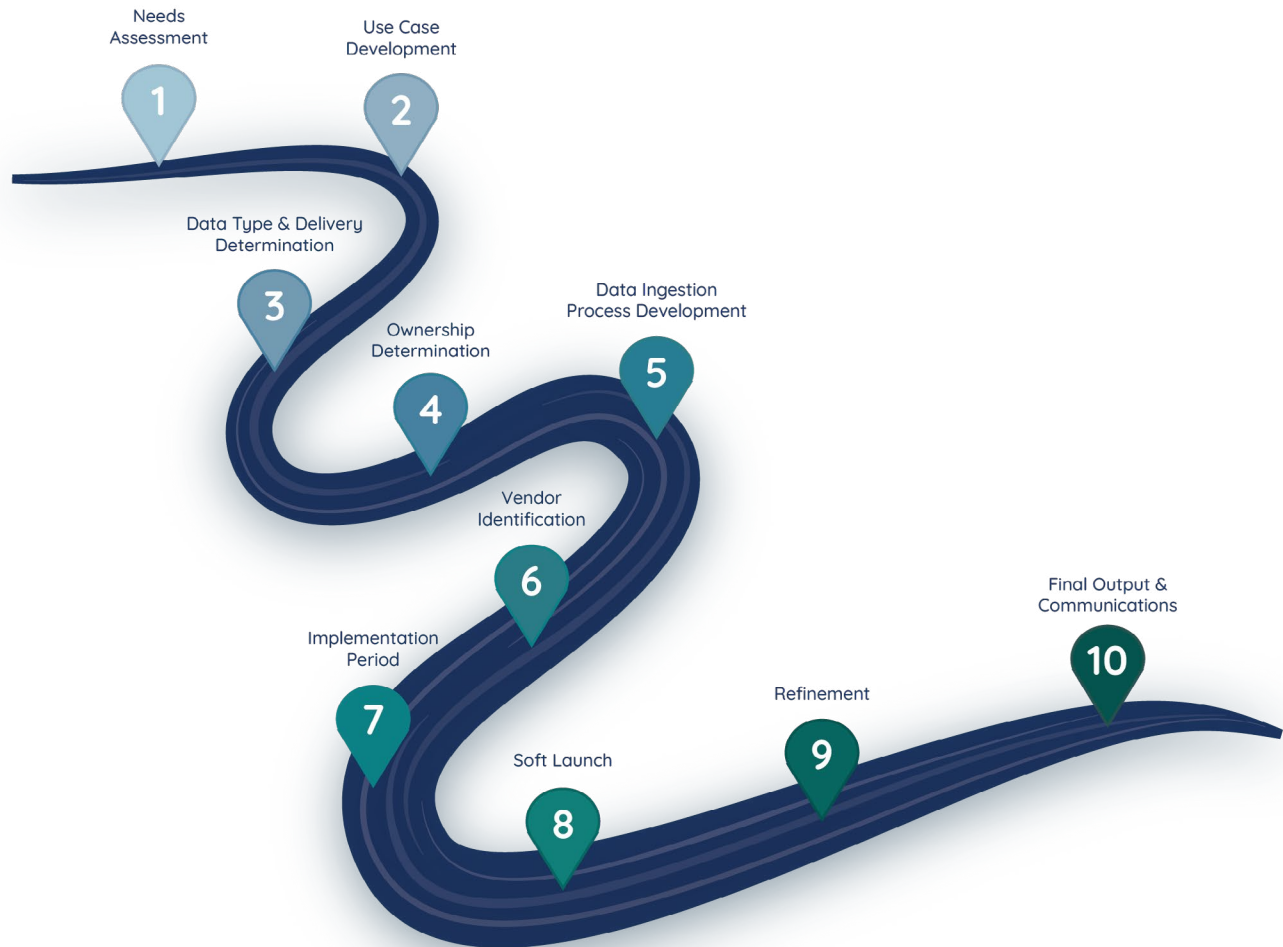 Needs
Assessment
1
Use Case
Development
2
Data Type & Delivery
Determination
3
Ownership
Determination
4
Data Ingestion
Process Development
5
Vendor
Identification
6
Implementation
Period
7
Soft Launch
8
Refinement
9
Final Output &
Communications
10